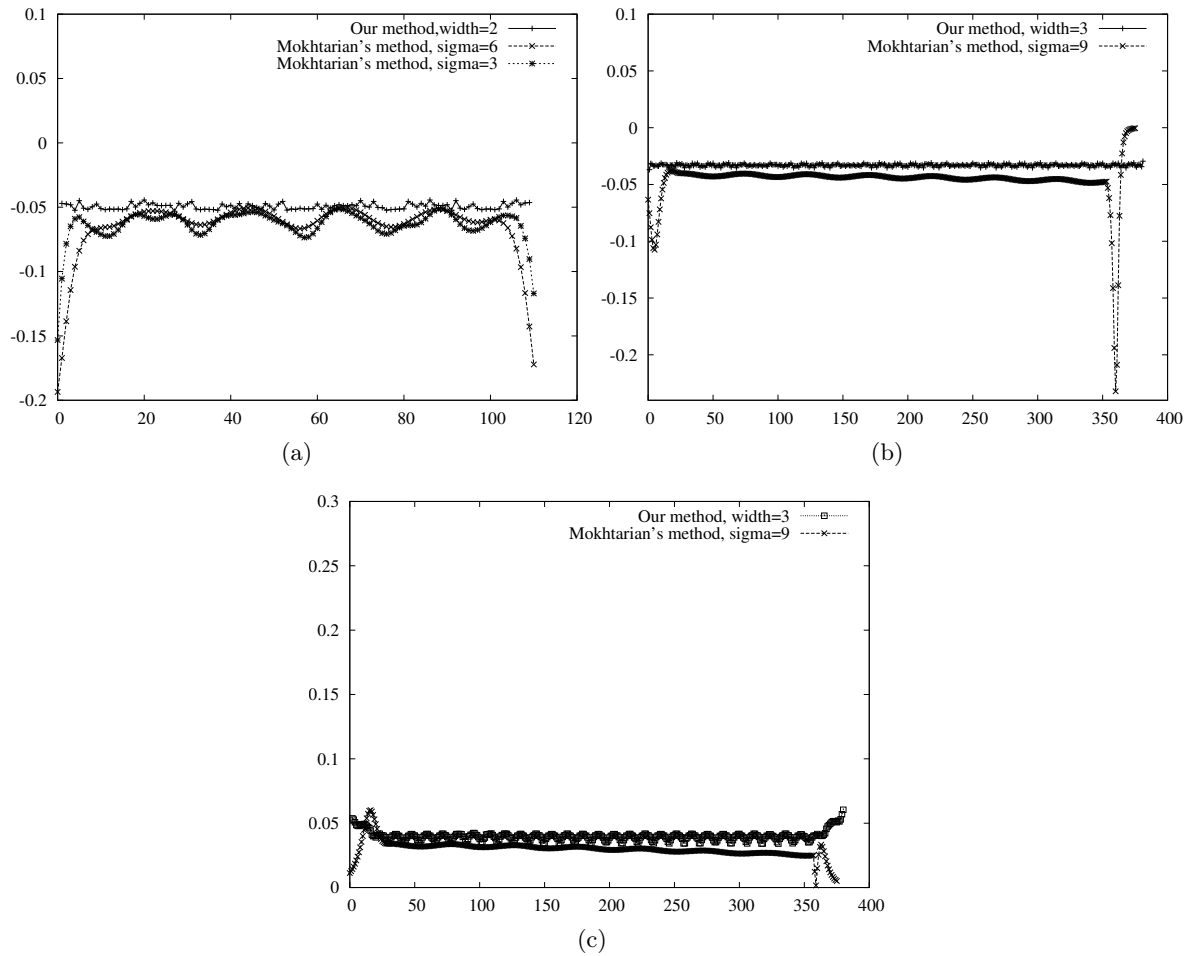 0.1
0.05
0
-0.05
-0.1
-0.15
-0.2
0 20 40 60 80 100 120
Our method,width=2
Mokhtarian's method, sigma=6
Mokhtarian's method, sigma=3
(a)
0.1
0.05
0
-0.05
-0.1
-0.15
-0.2
0 50 100 150 200 250 300 350 400
Our method, width=3
Mokhtarian's method, sigma=9
(b)
0.3
0.25
0.2
0.15
0.1
0.05
0
0 50 100 150 200 250 300 350 400
Our method, width=3
Mokhtarian's method, sigma=9
(c)